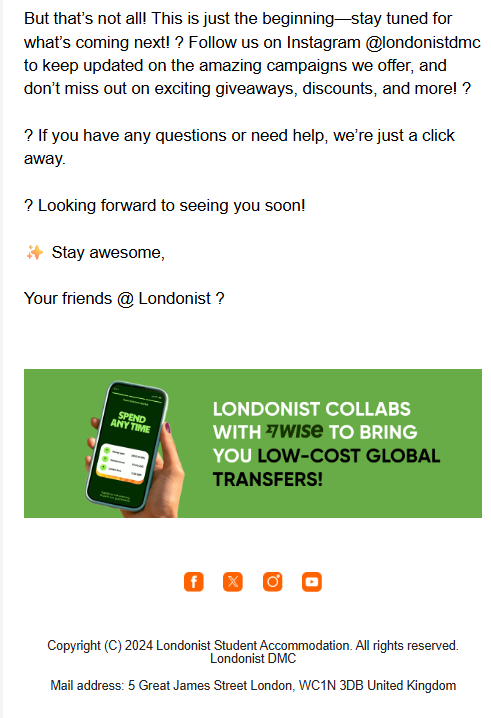 But that’s not all! This is just the beginning—stay tuned for
what’s coming next! ? Follow us on Instagram @londonistdmc
to keep updated on the amazing campaigns we offer, and
don’t miss out on exciting giveaways, discounts, and more! ?
? If you have any questions or need help, we’re just a click
away.
? Looking forward to seeing you soon!
✨ Stay awesome,
Your friends @ Londonist ?
SPEND
ANY TIME
LONDONIST COLLABS
WITH WISE TO BRING
YOU LOW-COST GLOBAL
TRANSFERS!
Copyright (C) 2024 Londonist Student Accommodation. All rights reserved.
Londonist DMC
Mail address: 5 Great James Street London, WC1N 3DB United Kingdom